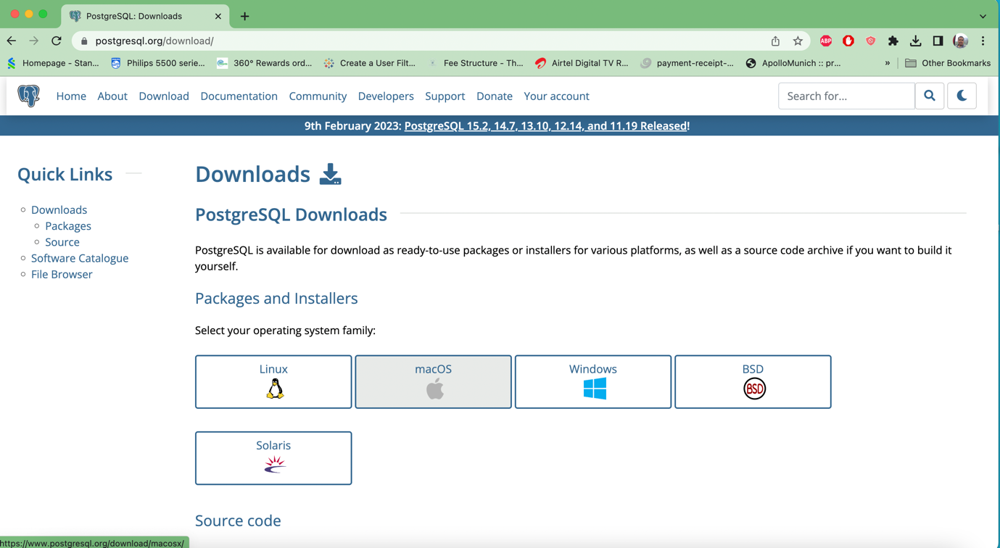 PostgreSQL: Downloads
postgresql.org/download/
ABP
Homepage - Stan... Philips 5500 serie... 360° Rewards ord... Create a User Filt... Fee Structure - Th... Airtel Digital TV R... payment-receipt-... ApolloMunich :: pr... » Other Bookmarks
Home About Download Documentation Community Developers Support Donate Your account Search for...
9th February 2023: PostgreSQL 15.2, 14.7, 13.10, 12.14, and 11.19 Released!
Quick Links
Downloads
Packages
Source
Software Catalogue
File Browser
Downloads
PostgreSQL Downloads
PostgreSQL is available for download as ready-to-use packages or installers for various platforms, as well as a source code archive if you want to build it
yourself.
Packages and Installers
Select your operating system family:
Linux macOS Windows BSD
BSD
Solaris
Source code
https://www.postgresql.org/download/macosx/